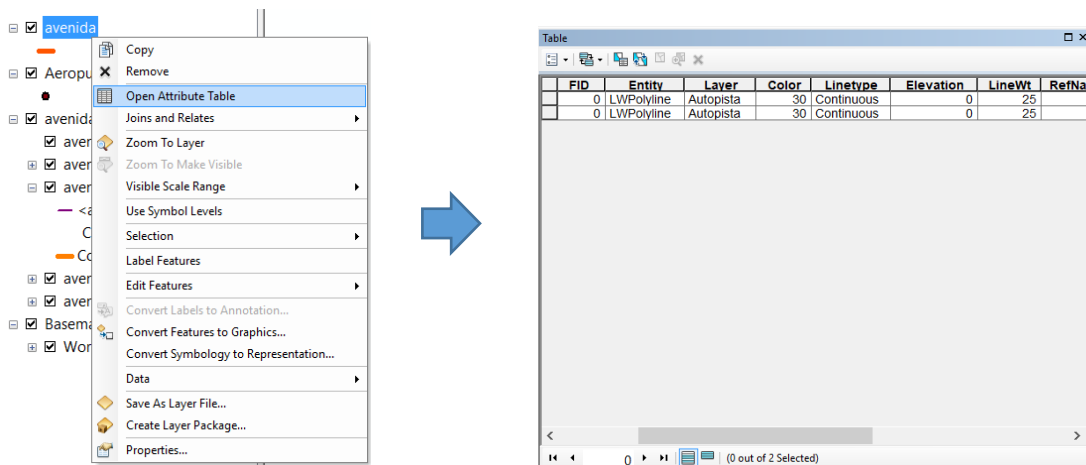 avenida
Aeropu
avenida
aver
aver
aver
<a
C
Co
aver
aver
Basema
Wor
Copy
Remove
Open Attribute Table
Joins and Relates
Zoom To Layer
Zoom To Make Visible
Visible Scale Range
Use Symbol Levels
Selection
Label Features
Edit Features
Convert Labels to Annotation...
Convert Features to Graphics...
Convert Symbology to Representation...
Data
Save As Layer File...
Create Layer Package...
Properties...
Table
FID Entity Layer Color Linetype Elevation LineWt RefNa
0 LWPolyline Autopista 30 Continuous 0 25
0 LWPolyline Autopista 30 Continuous 0 25
0 (0 out of 2 Selected)